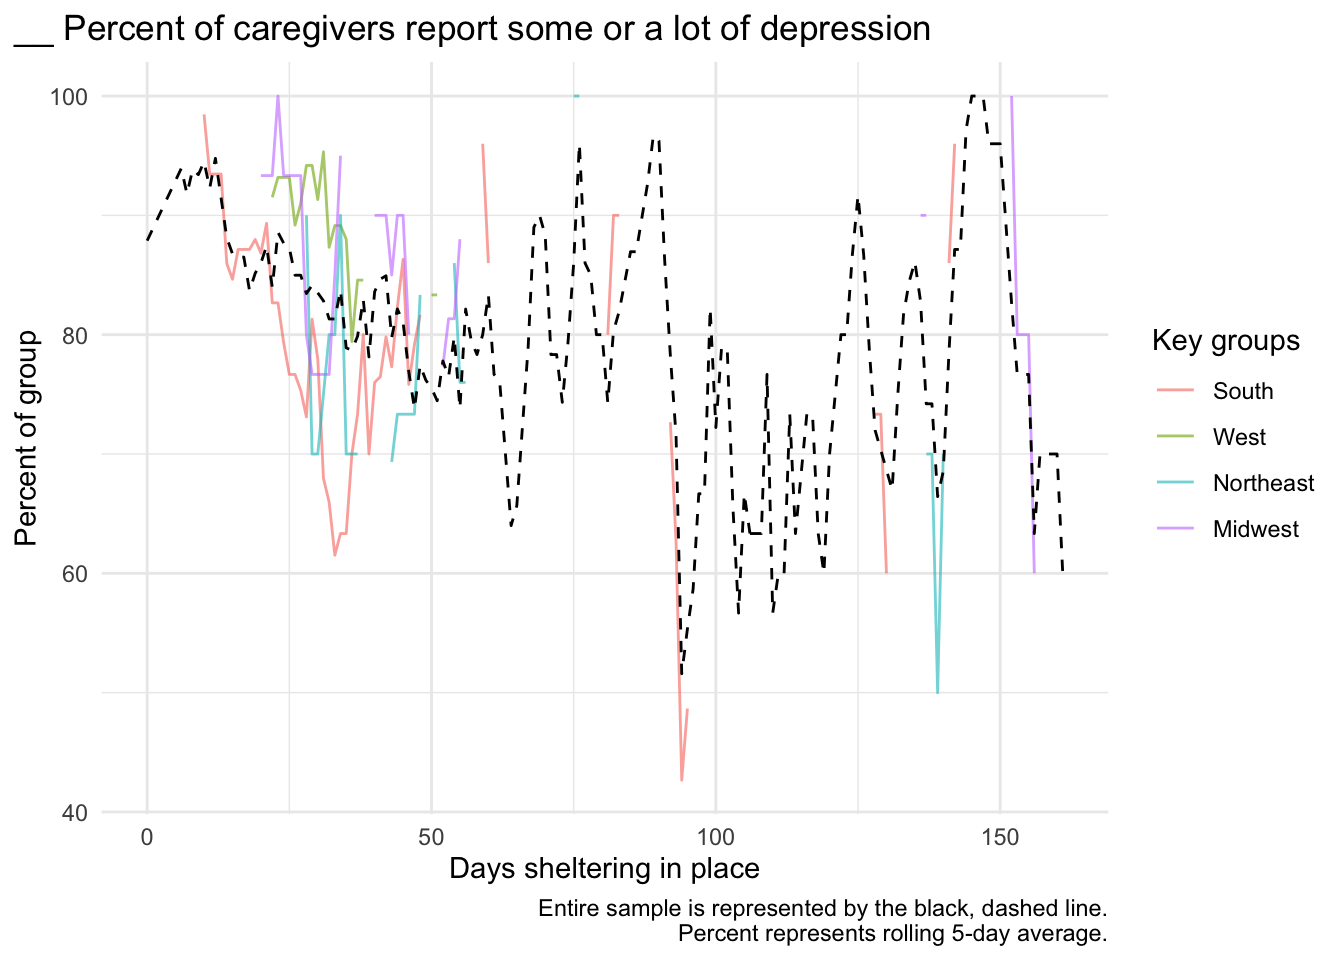 __ Percent of caregivers report some or a lot of depression
Percent of group
100
80
60
40
0
50
100
150
Days sheltering in place
Key groups
South
West
Northeast
Midwest
Entire sample is represented by the black, dashed line.
Percent represents rolling 5-day average.